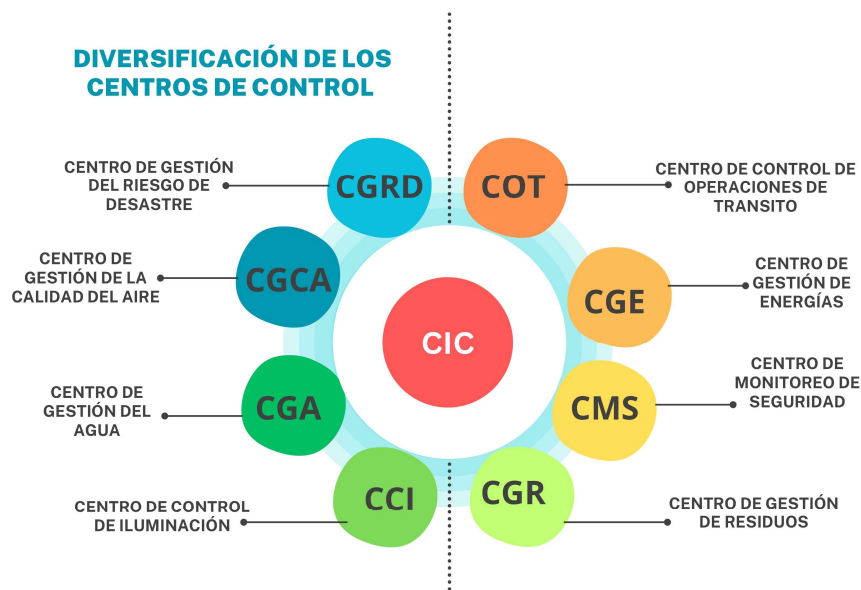 DIVERSIFICACIÓN DE LOS
CENTROS DE CONTROL
CENTRO DE GESTIÓN
DEL RIESGO DE
DESASTRE
CGRD
COT
CENTRO DE CONTROL DE
OPERACIONES DE
TRANSITO
CENTRO DE
GESTIÓN DE LA
CALIDAD DEL AIRE
CGCA
CGE
CENTRO DE
GESTIÓN DE
ENERGÍAS
CIC
CENTRO DE
GESTIÓN DEL
AGUA
CGA
CMS
CENTRO DE
MONITOREO DE
SEGURIDAD
CENTRO DE CONTROL
DE ILUMINACIÓN
CCI
CGR
CENTRO DE GESTIÓN
DE RESIDUOS